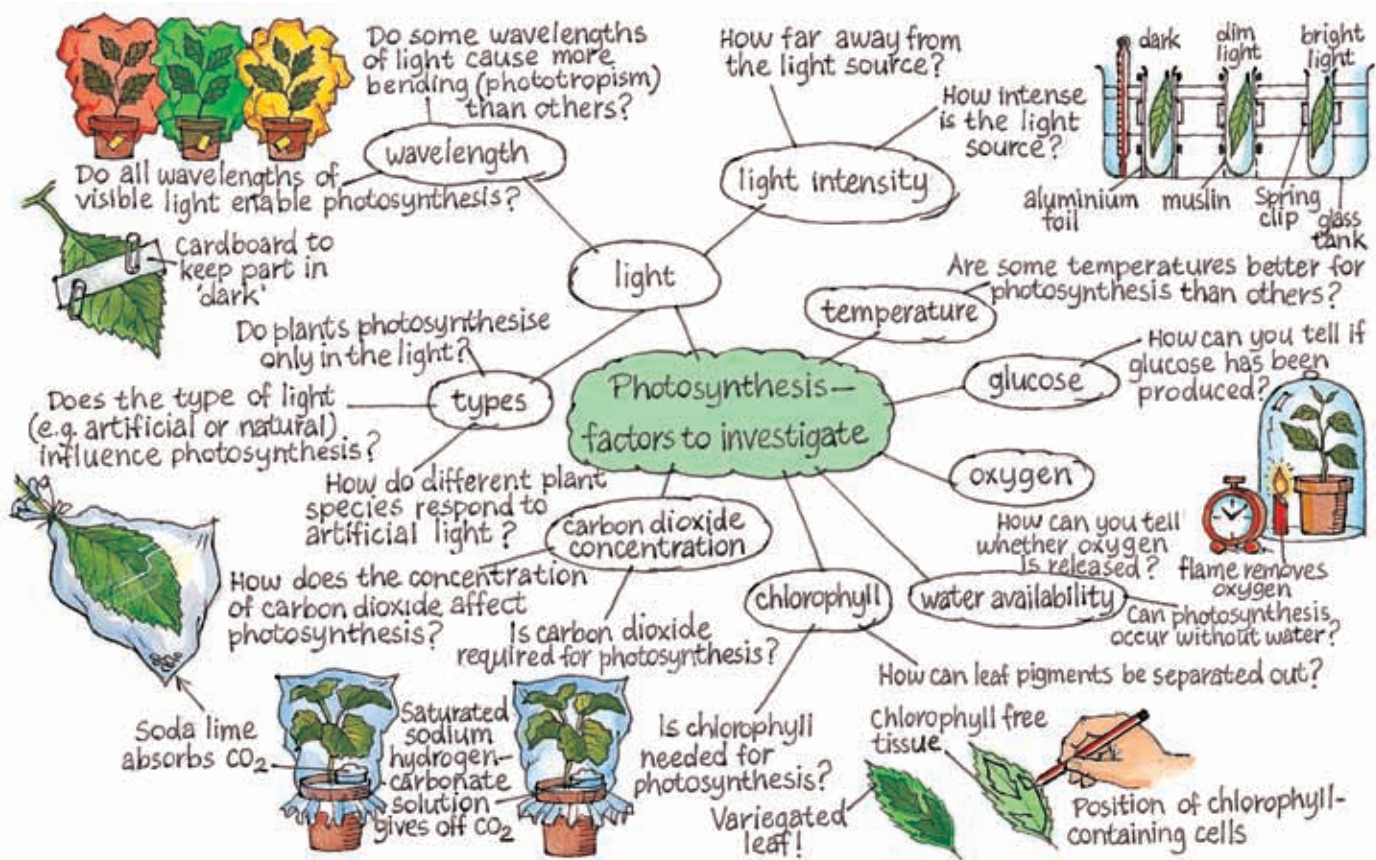 Do some wavelengths
of light cause more
bending (phototropism)
than others?
wavelength
Do all wavelengths of
visible light enable photosynthesis?
Cardboard to
keep part in
'dark'
How far away from
the light source?
How intense
is the light
source?
light intensity
dark
dim
light
bright
light
aluminium
foil
muslin
Spring
clip
glass
tank
light
Are some temperatures better for
photosynthesis than others?
temperature
Do plants photosynthesise
only in the light?
types
Does the type of light
(e.g. artificial or natural)
influence photosynthesis?
How do different plant
species respond to
artificial light?
Photosynthesis—
factors to investigate
glucose
How can you tell if
glucose has been
produced?
oxygen
How can you tell
whether oxygen
is released?
flame removes
oxygen
carbon dioxide
concentration
How does the concentration
of carbon dioxide affect
photosynthesis?
Is carbon dioxide
required for photosynthesis?
chlorophyll
water availability
Can photosynthesis
occur without water?
How can leaf pigments be separated out?
Soda lime
absorbs CO₂
Saturated
sodium
hydrogen-
carbonate
solution
gives off CO₂
Is chlorophyll
needed for
photosynthesis?
Variegated
leaf!
Chlorophyll free
tissue
Position of chlorophyll-
containing cells